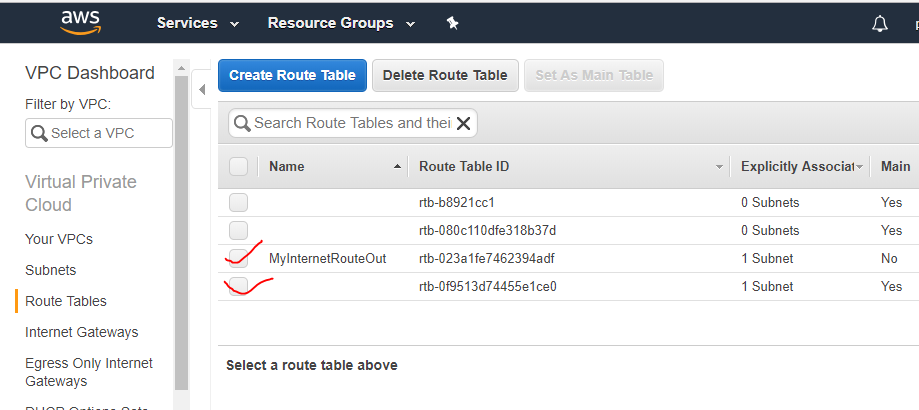 aws Services Resource Groups
VPC Dashboard
Filter by VPC:
Select a VPC
Virtual Private
Cloud
Your VPCs
Subnets
Route Tables
Internet Gateways
Egress Only Internet
Gateways
DHCP Options Sets
Create Route Table Delete Route Table Set As Main Table
Search Route Tables and thei
Name Route Table ID Explicitly Associat Main
rtb-b8921cc1 0 Subnets Yes
rtb-080c110dfe318b37d 0 Subnets Yes
MyInternetRouteOut rtb-023a1fe7462394adf 1 Subnet No
rtb-0f9513d74455e1ce0 1 Subnet Yes
Select a route table above